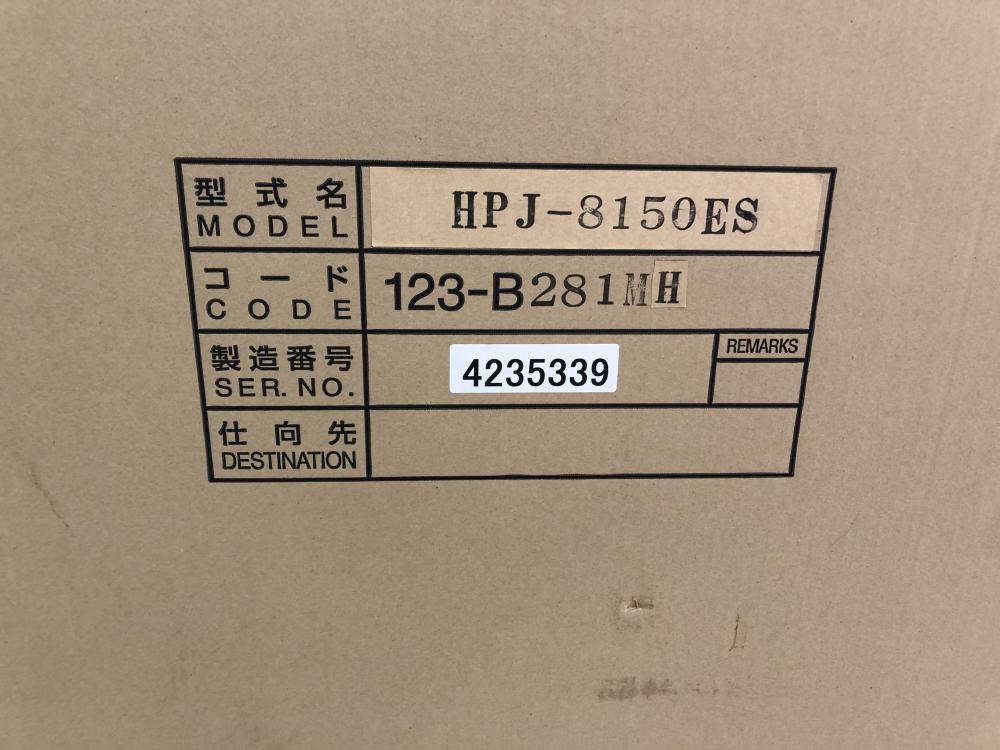 型式名 HPJ-8150ES
MODEL
コード 123-B281MH
CODE
製造番号 4235339 REMARKS
SER. NO.
仕向先
DESTINATION